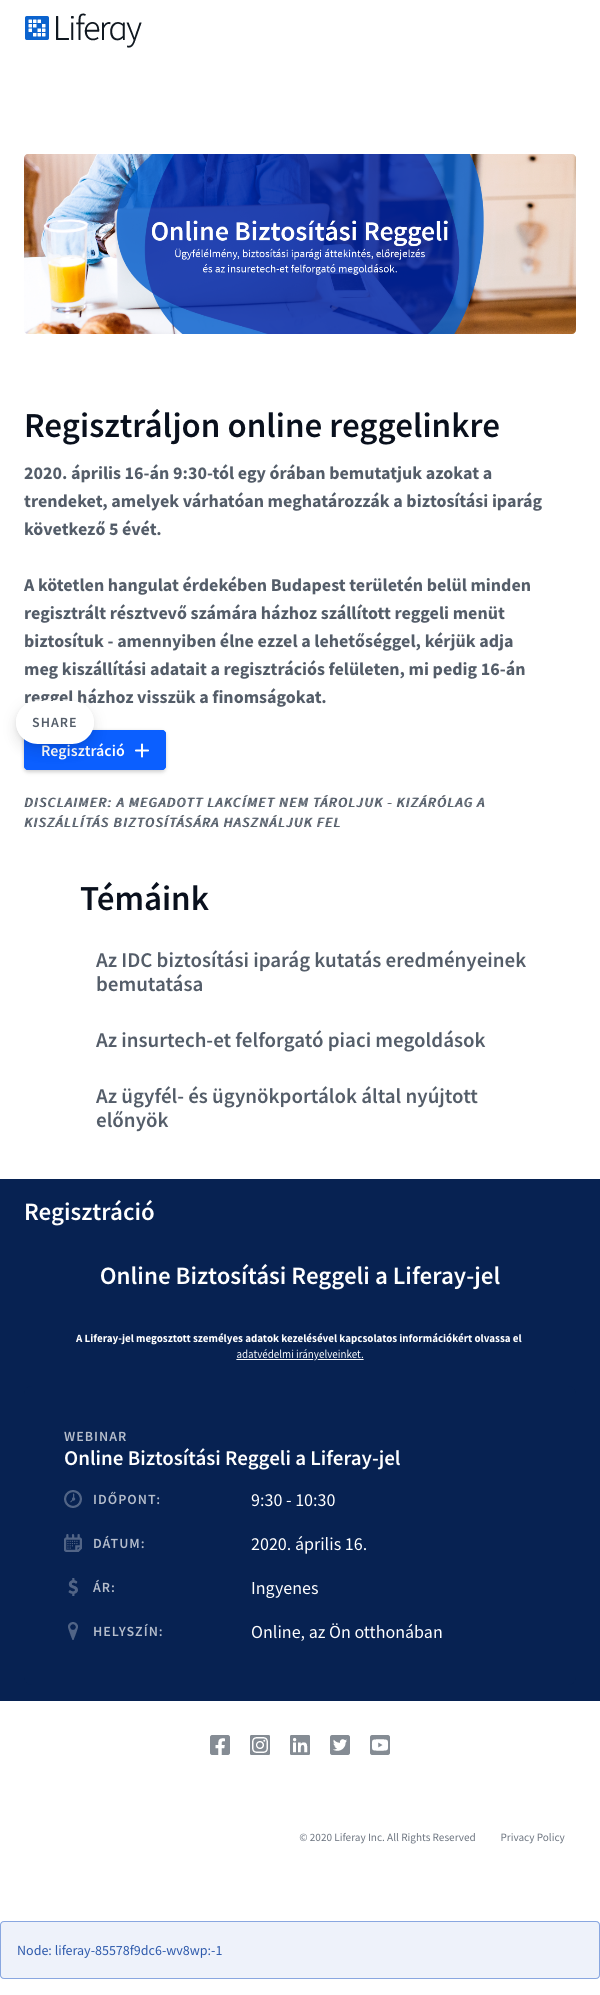 Liferay
Online Biztosítási Reggeli
Ügyfélélmény, biztosítási iparági áttekintés, előrejelzés
és az insuretech-et felforgató megoldások.
Regisztráljon online reggelinkre
2020. április 16-án 9:30-tól egy órában bemutatjuk azokat a
trendeket, amelyek várhatóan meghatározzák a biztosítási iparág
következő 5 évét.
A kötetlen hangulat érdekében Budapest területén belül minden
regisztrált résztvevő számára házhoz szállított reggeli menüt
biztosítuk - amennyiben élne ezzel a lehetőséggel, kérjük adja
meg kiszállítási adatait a regisztrációs felületen, mi pedig 16-án
reggel házhoz visszük a finomságokat.
SHARE
Regisztráció
DISCLAIMER: A MEGADOTT LAKCÍMET NEM TÁROLJUK - KIZÁRÓLAG A
KISZÁLLÍTÁS BIZTOSÍTÁSÁRA HASZNÁLJUK FEL
Témáink
Az IDC biztosítási iparág kutatás eredményeinek
bemutatása
Az insurtech-et felforgató piaci megoldások
Az ügyfél- és ügynökportálok által nyújtott
előnyök
Regisztráció
Online Biztosítási Reggeli a Liferay-jel
A Liferay-jel megosztott személyes adatok kezelésével kapcsolatos információkért olvassa el
adatvédelmi irányelveinket.
WEBINAR
Online Biztosítási Reggeli a Liferay-jel
IDŐPONT: 9:30 - 10:30
DÁTUM: 2020. április 16.
ÁR: Ingyenes
HELYSZÍN: Online, az Ön otthonában
© 2020 Liferay Inc. All Rights Reserved Privacy Policy
Node: liferay-85578f9dc6-wv8wp:-1